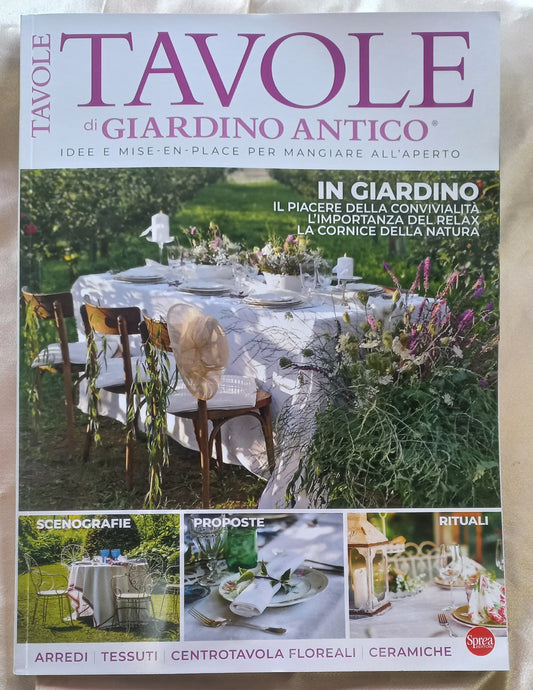 TAVOLE
TAVOLE
di GIARDINO ANTICO®
IDEE E MISE-EN-PLACE PER MANGIARE ALL'APERTO
IN GIARDINO
IL PIACERE DELLA CONVIVIALITÀ
L'IMPORTANZA DEL RELAX
LA CORNICE DELLA NATURA
SCENOGRAFIE
PROPOSTE
RITUALI
Sprea
ARREDI | TESSUTI | CENTROTAVOLA FLOREALI | CERAMICHE